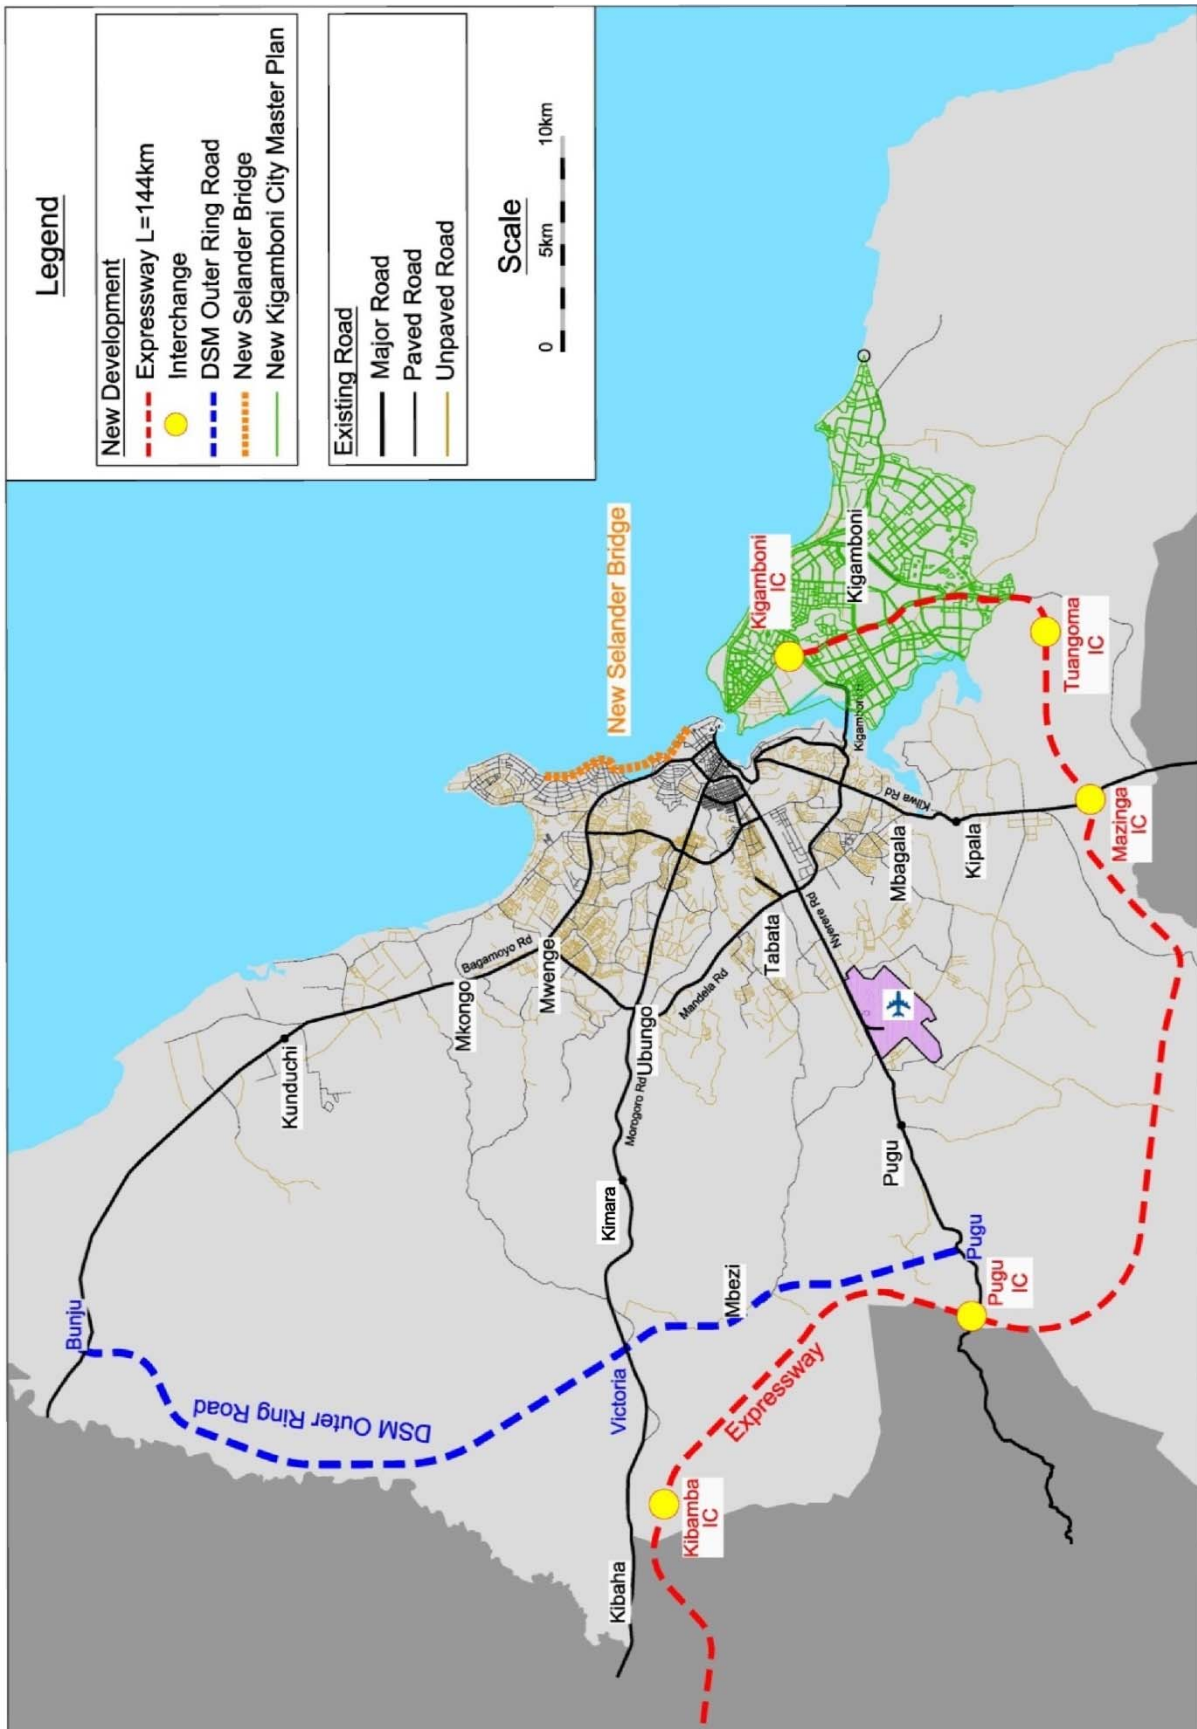 Legend
New Development
Expressway L=144km
Interchange
DSM Outer Ring Road
New Selander Bridge
New Kigamboni City Master Plan
Existing Road
Major Road
Paved Road
Unpaved Road
Scale
0 5km 10km
Bunju
Kunduchi
DSM Outer Ring Road
Mkongo
Bagamoyo Rd
Mwenge
New Selander Bridge
Kibaha
Victoria
Kimara
Morogoro Rd
Ubungo
Mandela Rd
Kibamba
IC
Expressway
Mbezi
Tabata
Nyerere Rd
Kigamboni
IC
Kigamboni
Kigamboni Rd
Kilwa Rd
Mbagala
Kipala
Pugu
Pugu
Pugu
IC
Mazinga
IC
Tuangoma
IC